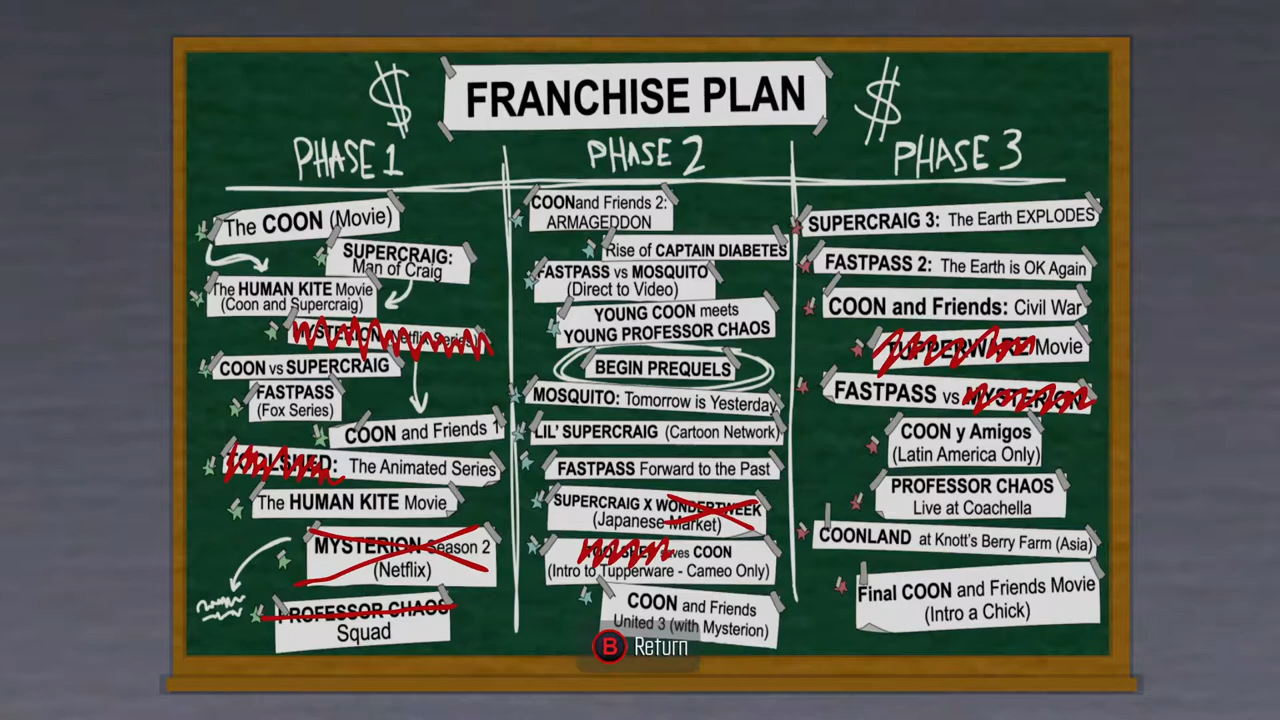 $ FRANCHISE PLAN $
PHASE 1
The COON (Movie)
SUPERCRAIG:
Man of Craig
The HUMAN KITE Movie
(Coon and Supercraig)
MYSTERION Netflix Series
COON vs SUPERCRAIG
FASTPASS
(Fox Series)
COON and Friends 1
The Animated Series
The HUMAN KITE Movie
MYSTERION Season 2
(Netflix)
PROFESSOR CHAOS
Squad
PHASE 2
COONand Friends 2:
ARMAGEDDON
Rise of CAPTAIN DIABETES
FASTPASS vs MOSQUITO
(Direct to Video)
YOUNG COON meets
YOUNG PROFESSOR CHAOS
BEGIN PREQUELS
MOSQUITO: Tomorrow is Yesterday
LIL' SUPERCRAIG (Cartoon Network)
FASTPASS Forward to the Past
SUPERCRAIG X WONDERTWEEK
(Japanese Market)
COON
(Intro to Tupperware - Cameo Only)
COON and Friends
United 3 (with Mysterion)
PHASE 3
SUPERCRAIG 3: The Earth EXPLODES
FASTPASS 2: The Earth is OK Again
COON and Friends: Civil War
TUPPERWARE Movie
FASTPASS vs MYSTERION
COON y Amigos
(Latin America Only)
PROFESSOR CHAOS
Live at Coachella
COONLAND at Knott's Berry Farm (Asia)
Final COON and Friends Movie
(Intro a Chick)
B Return